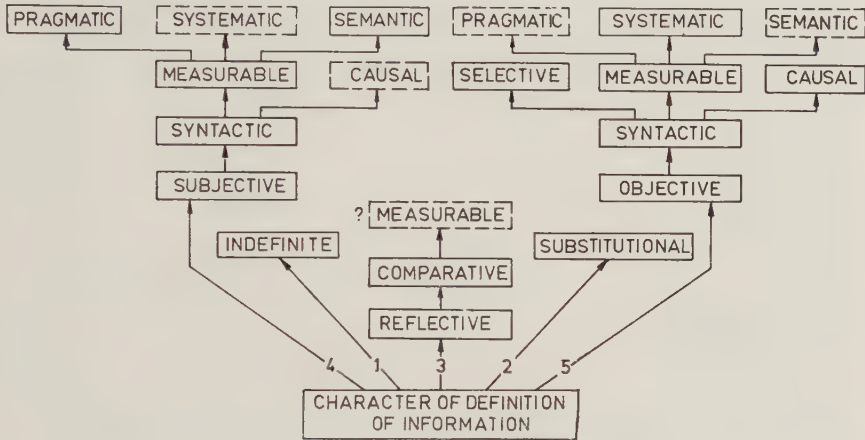 PRAGMATIC SYSTEMATIC SEMANTIC PRAGMATIC SYSTEMATIC SEMANTIC
MEASURABLE CAUSAL SELECTIVE MEASURABLE CAUSAL
SYNTACTIC SYNTACTIC
SUBJECTIVE OBJECTIVE
? MEASURABLE
INDEFINITE SUBSTITUTIONAL
COMPARATIVE
REFLECTIVE
4 1 3 2 5
CHARACTER OF DEFINITION
OF INFORMATION